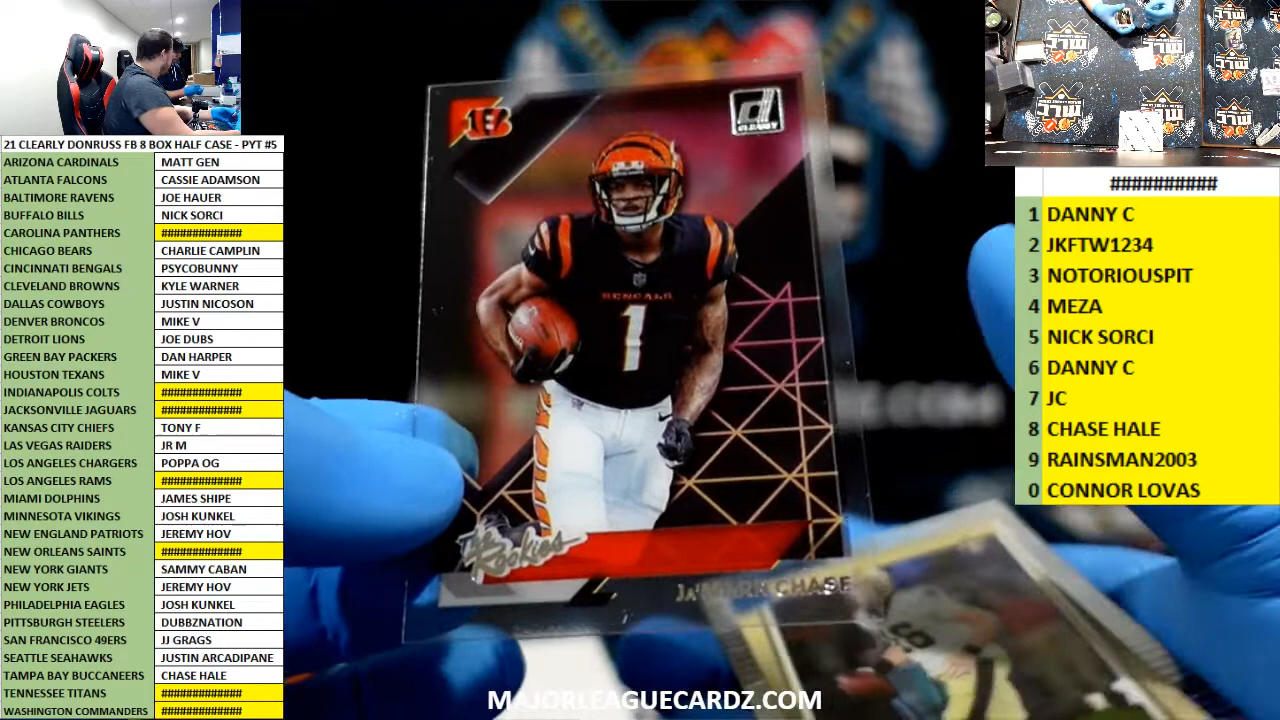 21 CLEARLY DONRUSS FB 8 BOX HALF CASE - PYT #5
ARIZONA CARDINALS MATT GEN
ATLANTA FALCONS CASSIE ADAMSON
BALTIMORE RAVENS JOE HAUER
BUFFALO BILLS NICK SORCI
CAROLINA PANTHERS #############
CHICAGO BEARS CHARLIE CAMPLIN
CINCINNATI BENGALS PSYCOBUNNY
CLEVELAND BROWNS KYLE WARNER
DALLAS COWBOYS JUSTIN NICOSON
DENVER BRONCOS MIKE V
DETROIT LIONS JOE DUBS
GREEN BAY PACKERS DAN HARPER
HOUSTON TEXANS MIKE V
INDIANAPOLIS COLTS #############
JACKSONVILLE JAGUARS #############
KANSAS CITY CHIEFS TONY F
LAS VEGAS RAIDERS JR M
LOS ANGELES CHARGERS POPPA OG
LOS ANGELES RAMS #############
MIAMI DOLPHINS JAMES SHIPE
MINNESOTA VIKINGS JOSH KUNKEL
NEW ENGLAND PATRIOTS JEREMY HOV
NEW ORLEANS SAINTS #############
NEW YORK GIANTS SAMMY CABAN
NEW YORK JETS JEREMY HOV
PHILADELPHIA EAGLES JOSH KUNKEL
PITTSBURGH STEELERS DUBBZNATION
SAN FRANCISCO 49ERS JJ GRAGS
SEATTLE SEAHAWKS JUSTIN ARCADIPANE
TAMPA BAY BUCCANEERS CHASE HALE
TENNESSEE TITANS #############
WASHINGTON COMMANDERS #############
CLEARLY
BENGALS
1
Rookies
JA'MARR CHASE
##########
1 DANNY C
2 JKFTW1234
3 NOTORIOUSPIT
4 MEZA
5 NICK SORCI
6 DANNY C
7 JC
8 CHASE HALE
9 RAINSMAN2003
0 CONNOR LOVAS
MAJORLEAGUECARDZ.COM